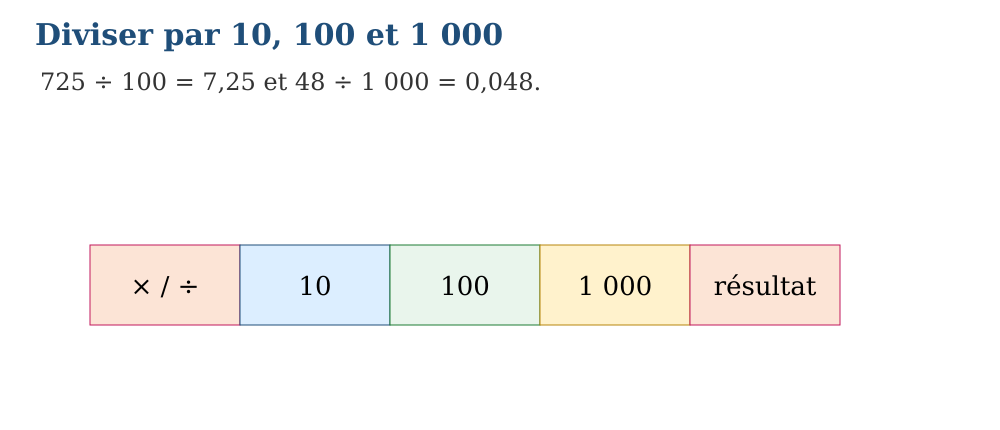 Diviser par 10, 100 et 1 000
725 ÷ 100 = 7,25 et 48 ÷ 1 000 = 0,048.
× / ÷ 10 100 1 000 résultat